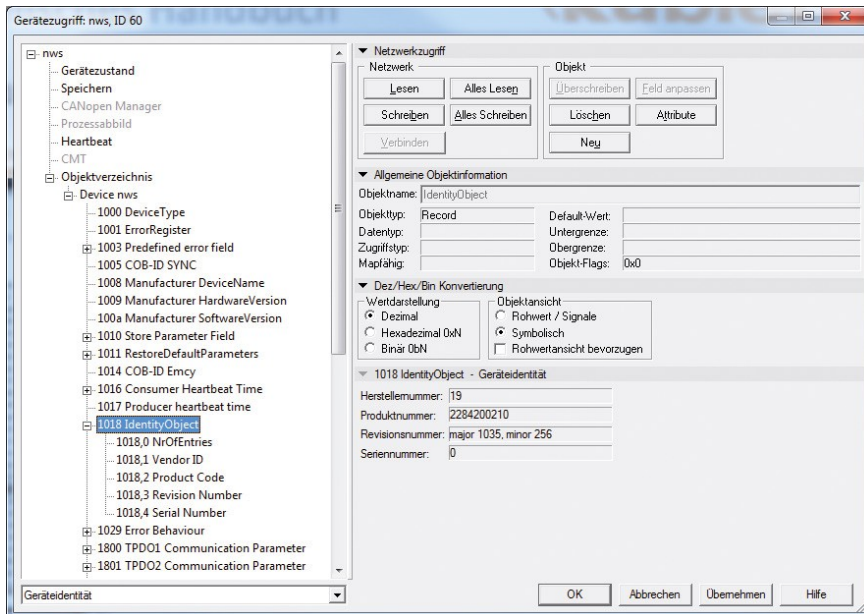 Gerätezugriff: nws, ID 60
nws
Gerätezustand
Speichern
CANopen Manager
Prozessabbild
Heartbeat
CMT
Objektverzeichnis
Device nws
1000 DeviceType
1001 ErrorRegister
1003 Predefined error field
1005 COB-ID SYNC
1008 Manufacturer DeviceName
1009 Manufacturer HardwareVersion
100a Manufacturer SoftwareVersion
1010 Store Parameter Field
1011 RestoreDefaultParameters
1014 COB-ID Emcy
1016 Consumer Heartbeat Time
1017 Producer heartbeat time
1018 IdentityObject
1018,0 NrOfEntries
1018,1 Vendor ID
1018,2 Product Code
1018,3 Revision Number
1018,4 Serial Number
1029 Error Behaviour
1800 TPDO1 Communication Parameter
1801 TPDO2 Communication Parameter
Geräteidentität
Netzwerkzugriff
Netzwerk
Objekt
Lesen Alles Lesen Überschreiben Feld anpassen
Schreiben Alles Schreiben Löschen Attribute
Verbinden Neu
Allgemeine Objektinformation
Objektname: IdentityObject
Objekttyp: Record Default-Wert:
Datentyp: Untergrenze:
Zugriffstyp: Obergrenze:
Mapfähig: Objekt-Flags: 0x0
Dez/Hex/Bin Konvertierung
Wertdarstellung Objektansicht
Dezimal Rohwert / Signale
Hexadezimal 0xN Symbolisch
Binär 0bN Rohwertansicht bevorzugen
1018 IdentityObject - Geräteidentität
Herstellernummer: 19
Produktnummer: 2284200210
Revisionsnummer: major 1035, minor 256
Seriennummer: 0
OK Abbrechen Übernehmen Hilfe